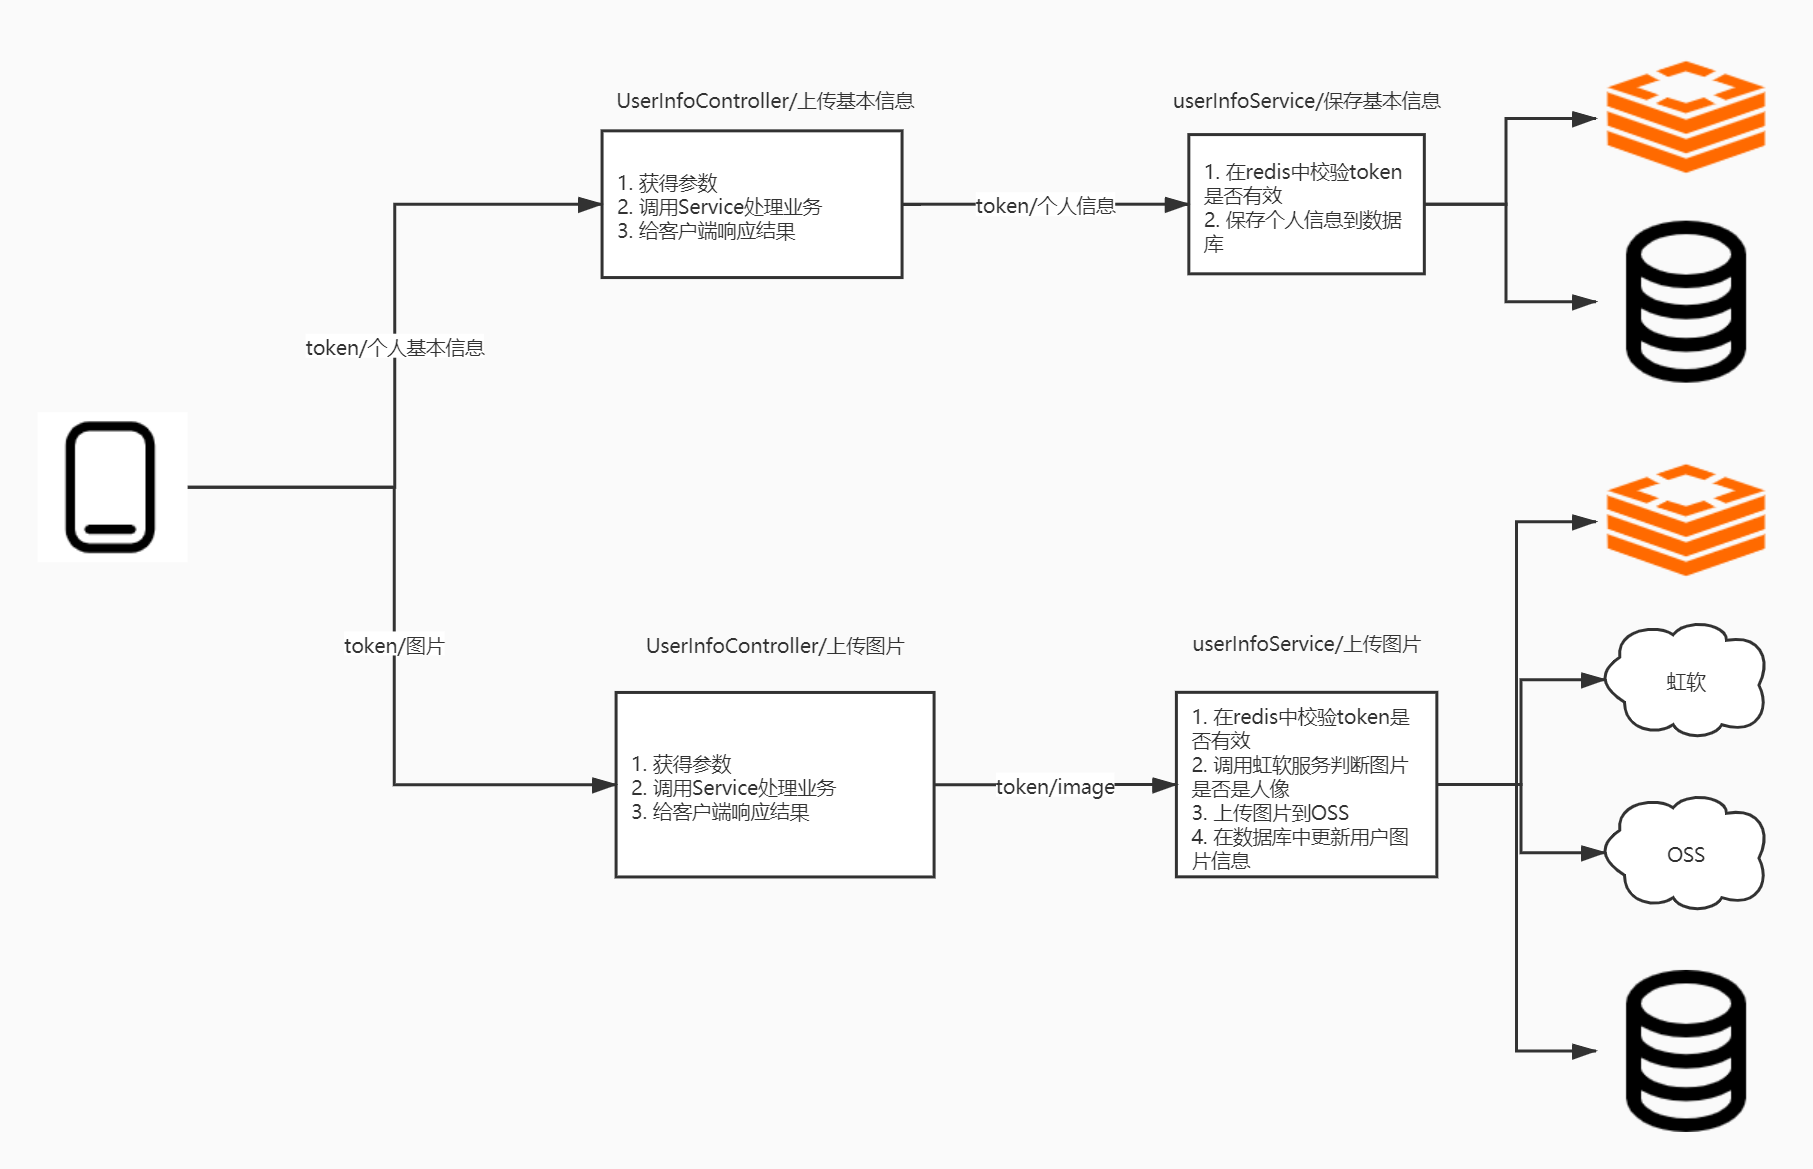 UserInfoController/上传基本信息
1. 获得参数
2. 调用Service处理业务
3. 给客户端响应结果
token/个人信息
userInfoService/保存基本信息
1. 在redis中校验token
是否有效
2. 保存个人信息到数据
库
token/个人基本信息
token/图片
UserInfoController/上传图片
1. 获得参数
2. 调用Service处理业务
3. 给客户端响应结果
token/image
userInfoService/上传图片
1. 在redis中校验token是
否有效
2. 调用虹软服务判断图片
是否是人像
3. 上传图片到OSS
4. 在数据库中更新用户图
片信息
虹软
OSS